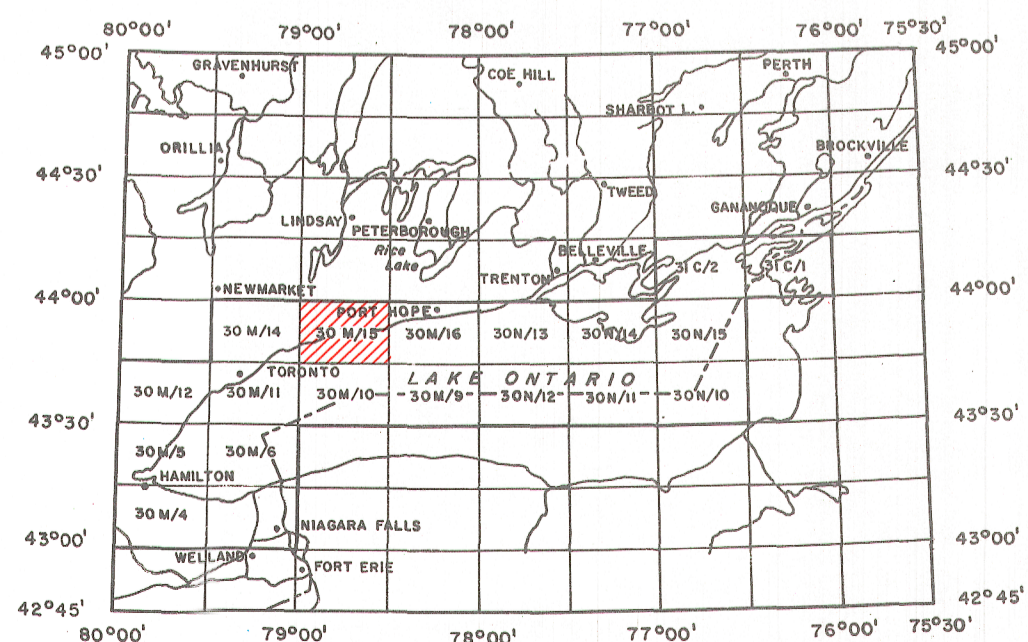 80°00' 79°00' 78°00' 77°00' 76°00' 75°30'
45°00' 45°00'
GRAVENHURST COE HILL PERTH
SHARBOT L.
ORILLIA BROCKVILLE
44°30' 44°30'
TWEED
LINDSAY GANANOQUE
PETERBOROUGH
Rice BELLEVILLE
Lake 31 C/2 31 C/1
TRENTON
NEWMARKET
44°00' 44°00'
PORT HOPE
30 M/14 30 M/15 30M/16 30N/13 30N/14 30N/15
TORONTO LAKE ONTARIO
30 M/12 30 M/11 30M/10 30M/9 30N/12 30N/11 30N/10
43°30' 43°30'
30 M/5 30M/6
HAMILTON
30 M/4
NIAGARA FALLS
43°00' 43°00'
WELLAND
FORT ERIE
42°45' 42°45'
80°00' 79°00' 78°00' 77°00' 76°00' 75°30'